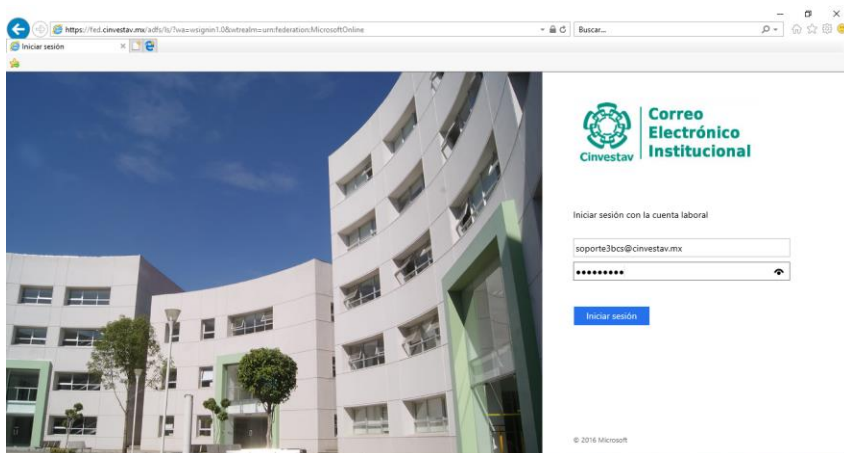 https://fed.cinvestav.mx/adfs/ls/?wa=wsignin1.0&wtrealm=urn:federation:MicrosoftOnline
Buscar...
Iniciar sesión
Correo
Electrónico
Institucional
Cinvestav
Iniciar sesión con la cuenta laboral
soporte3bcs@cinvestav.mx
•••••••••
Iniciar sesión
© 2016 Microsoft